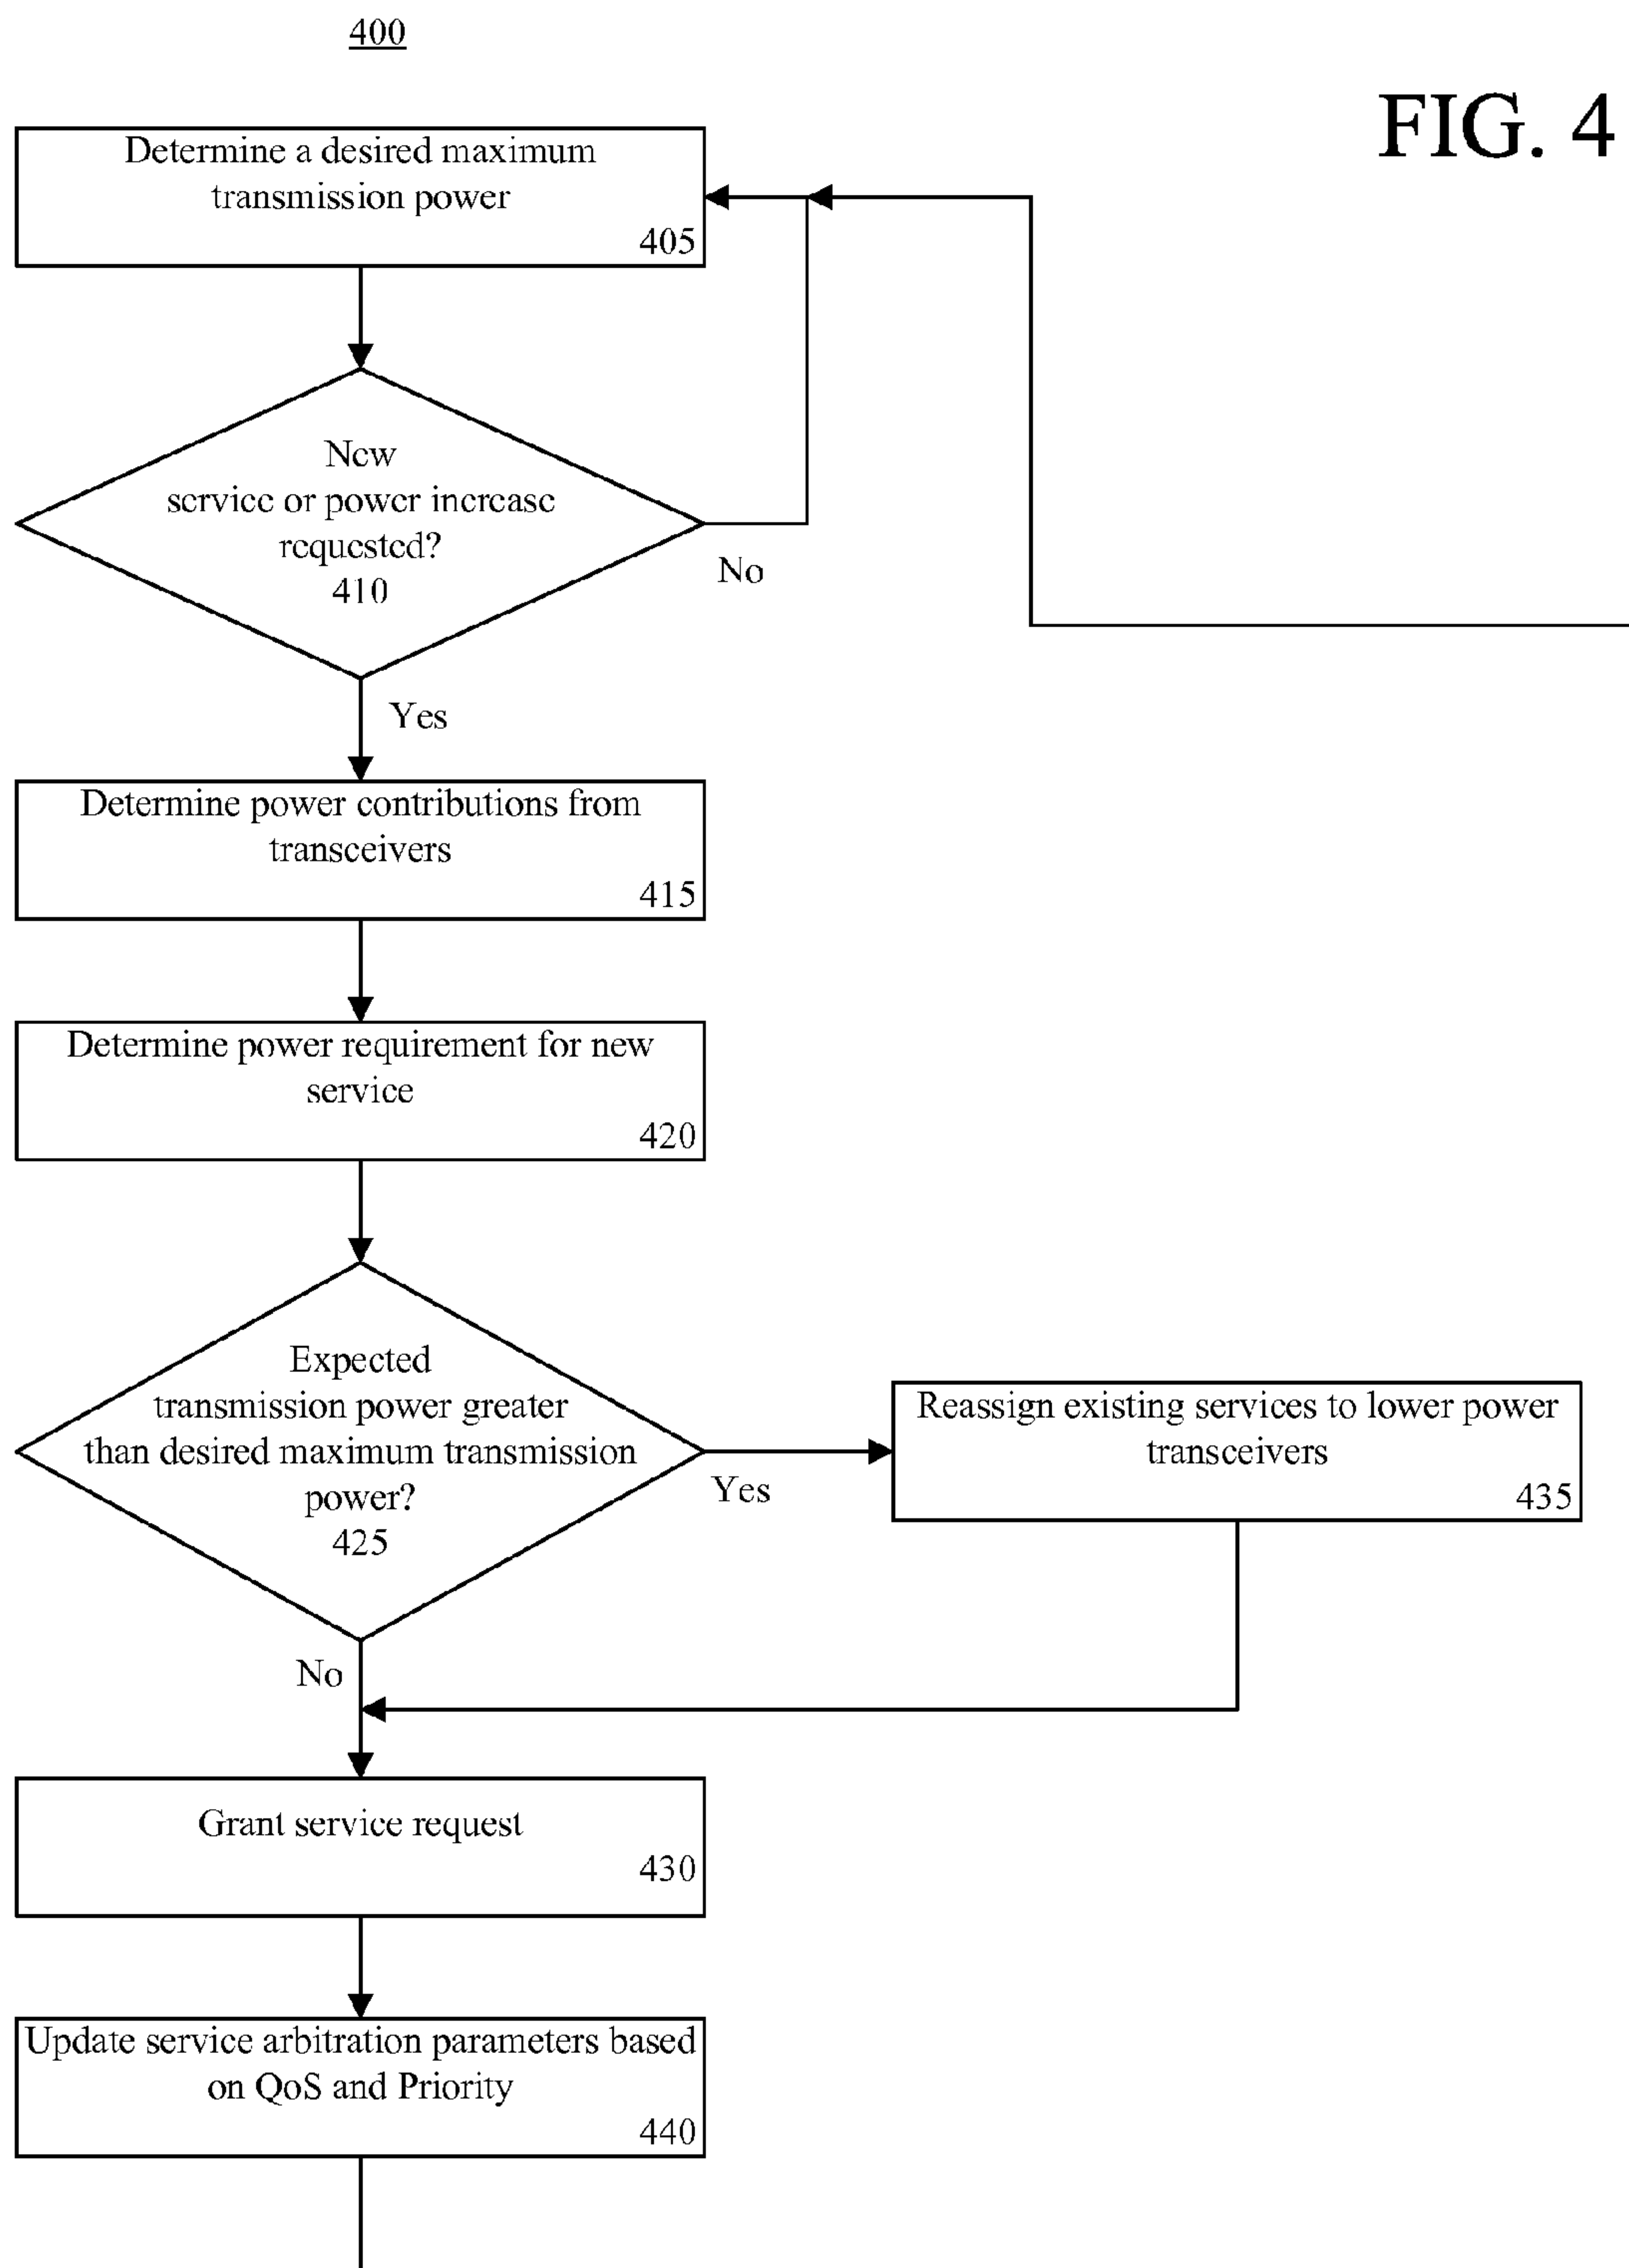 400
FIG. 4
Determine a desired maximum
transmission power
405
New
service or power increase
requested?
410
No
Yes
Determine power contributions from
transceivers
415
Determine power requirement for new
service
420
Expected
transmission power greater
than desired maximum transmission
power?
425
Yes
No
Reassign existing services to lower power
transceivers
435
Grant service request
430
Update service arbitration parameters based
on QoS and Priority
440